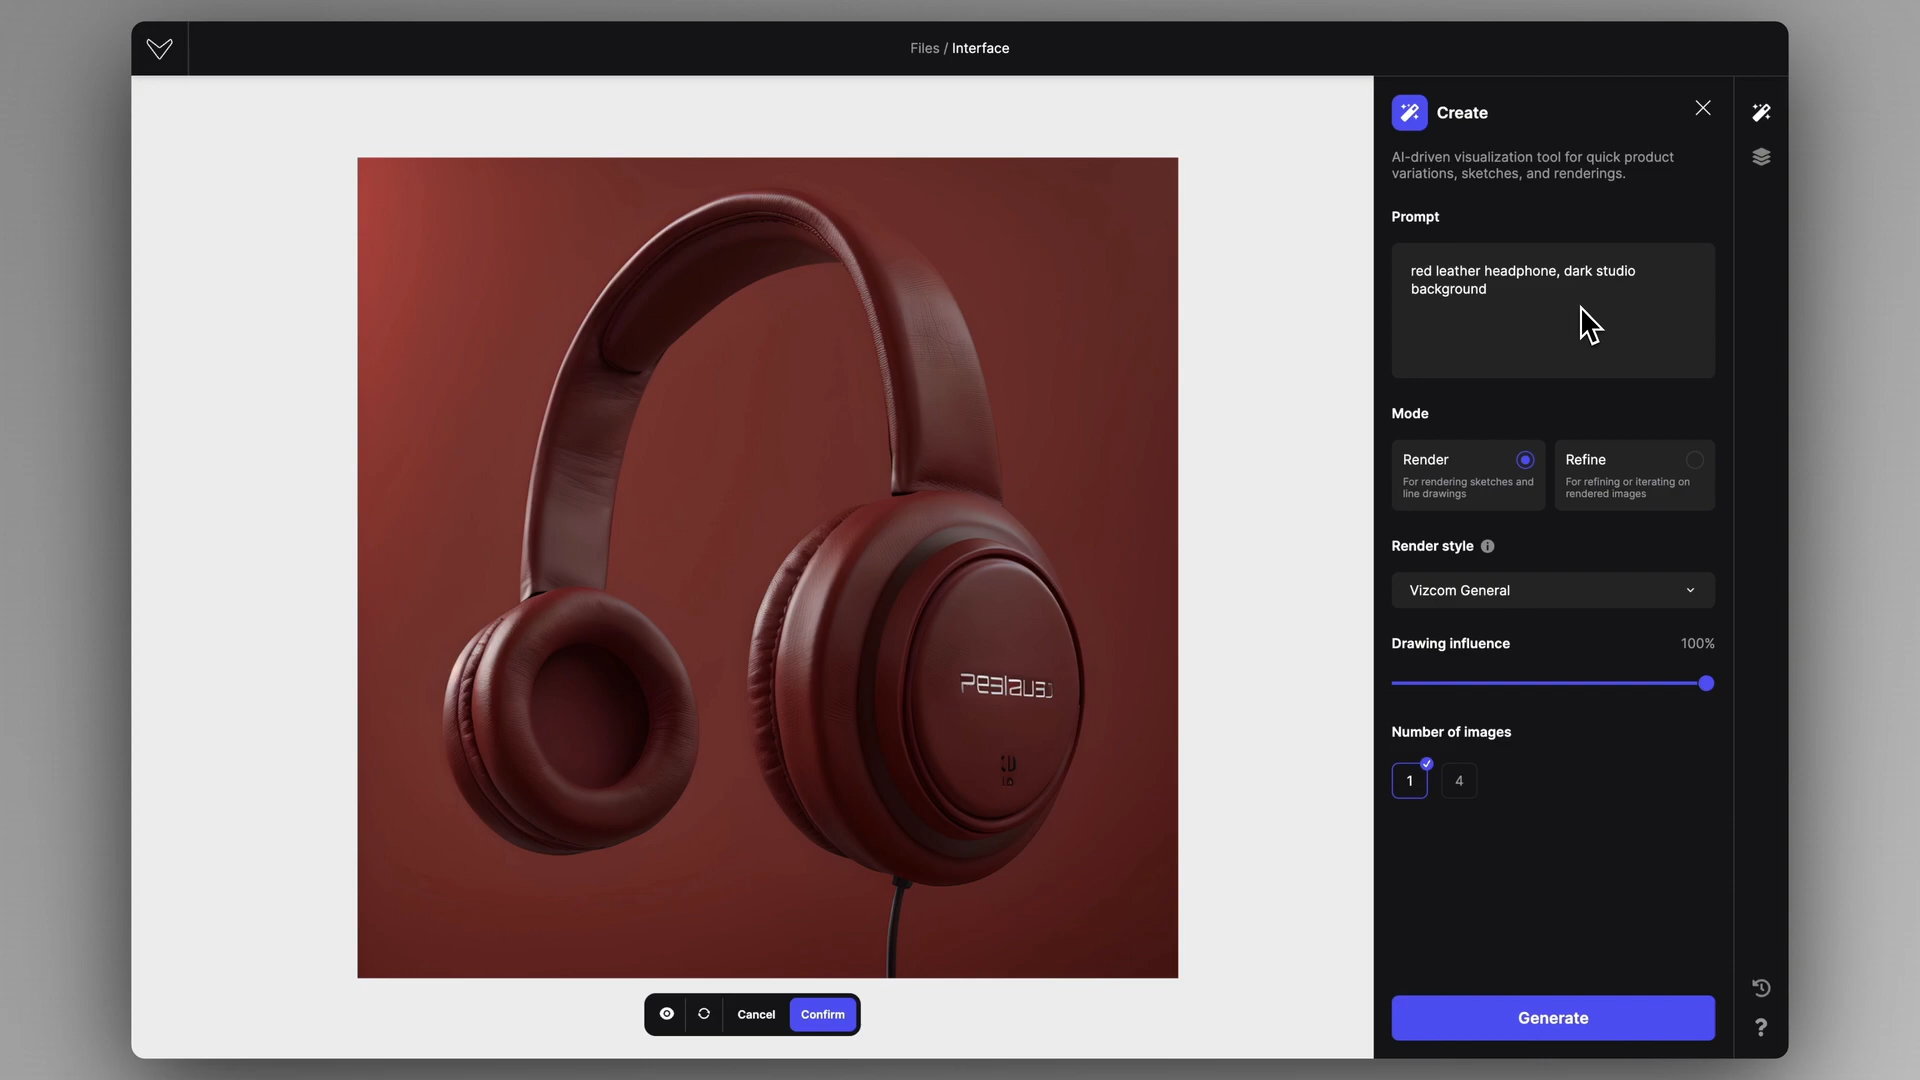 Files / Interface
Create
AI-driven visualization tool for quick product
variations, sketches, and renderings.
Prompt
red leather headphone, dark studio
background
Mode
Render
For rendering sketches and
line drawings
Refine
For refining or iterating on
rendered images
Render style
Vizcom General
Drawing influence
100%
Number of images
1
4
Cancel
Confirm
Generate